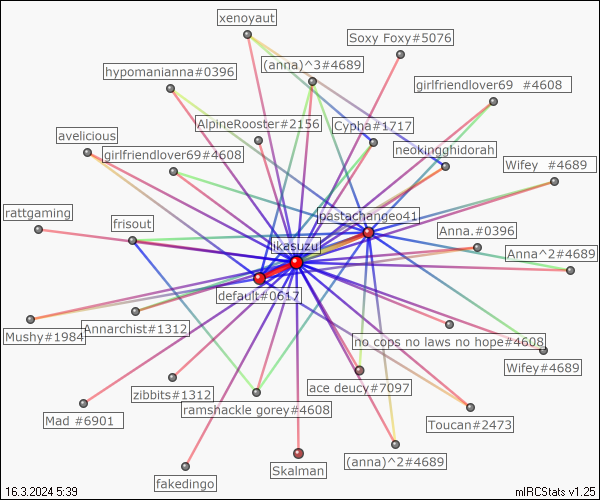 xenoyaut
Soxy Foxy#5076
(anna)^3#4689
hypomanianna#0396
girlfriendlover69 #4608
AlpineRooster#2156
Cypha#1717
avelicious
neokingghidorah
girlfriendlover69#4608
Wifey #4689
rattgaming
pastachangeo41
frisout
Anna.#0396
ikasuzu
Anna^2#4689
default#0617
Annarchist#1312
Mushy#1984
no cops no laws no hope#4608
Wifey#4689
ace deucy#7097
zibbits#1312
ramshackle gorey#4608
Mad #6901
Toucan#2473
(anna)^2#4689
Skalman
fakedingo
16.3.2024 5:39
mIRCStats v1.25